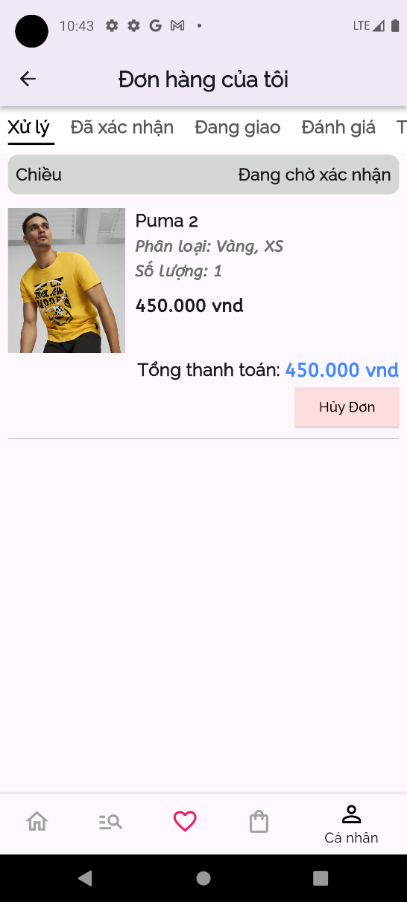 10:43
LTE
Đơn hàng của tôi
Xử lý Đã xác nhận Đang giao Đánh giá T
Chiều Đang chờ xác nhận
Puma 2
Phân loại: Vàng, XS
Số lượng: 1
450.000 vnd
Tổng thanh toán: 450.000 vnd
Hủy Đơn
Cá nhân